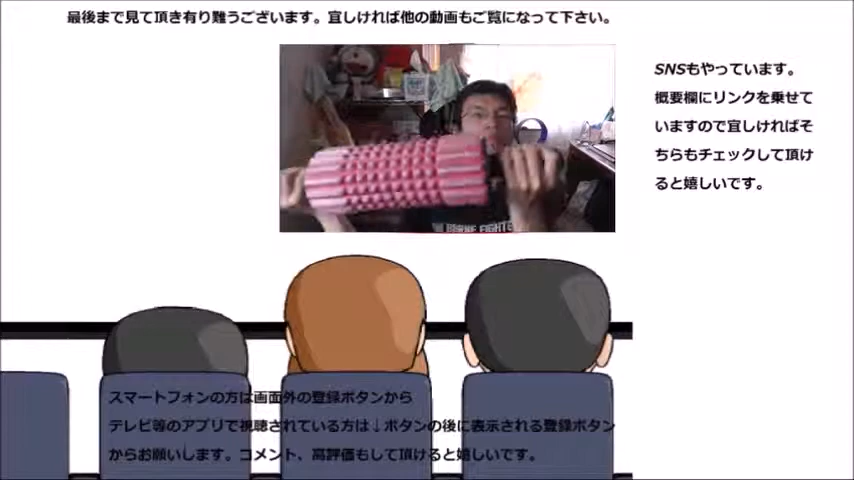 最後まで見て頂き有り難うございます。宜しければ他の動画もご覧になって下さい。
SNSもやっています。
概要欄にリンクを乗せて
いますので宜しければそ
ちらもチェックして頂け
ると嬉しいです。
スマートフォンの方は画面外の登録ボタンから
テレビ等のアプリで視聴されている方は↓ボタンの後に表示される登録ボタン
からお願いします。コメント、高評価もして頂けると嬉しいです。